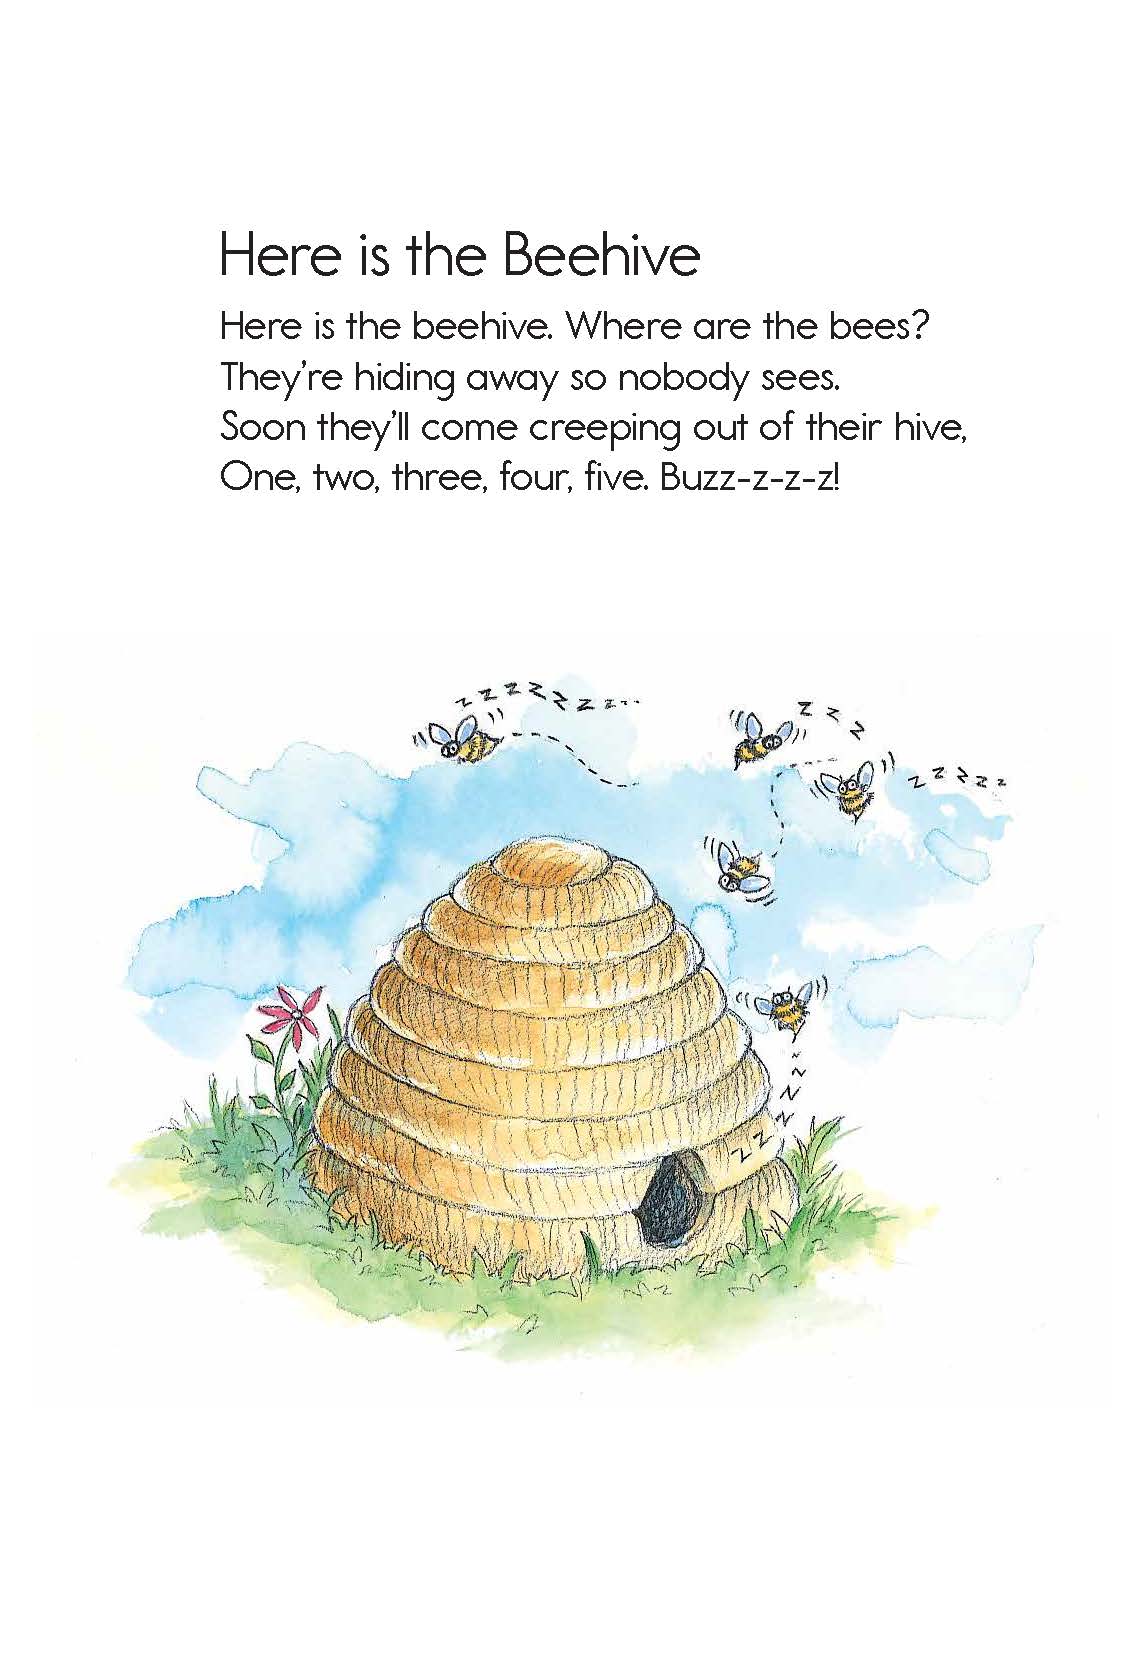 Here is the Beehive
Here is the beehive. Where are the bees?
They’re hiding away so nobody sees.
Soon they’ll come creeping out of their hive,
One, two, three, four, five. Buzz-z-z-z!
z z z z z z z z
z z z
z z z z z
z z z z z z